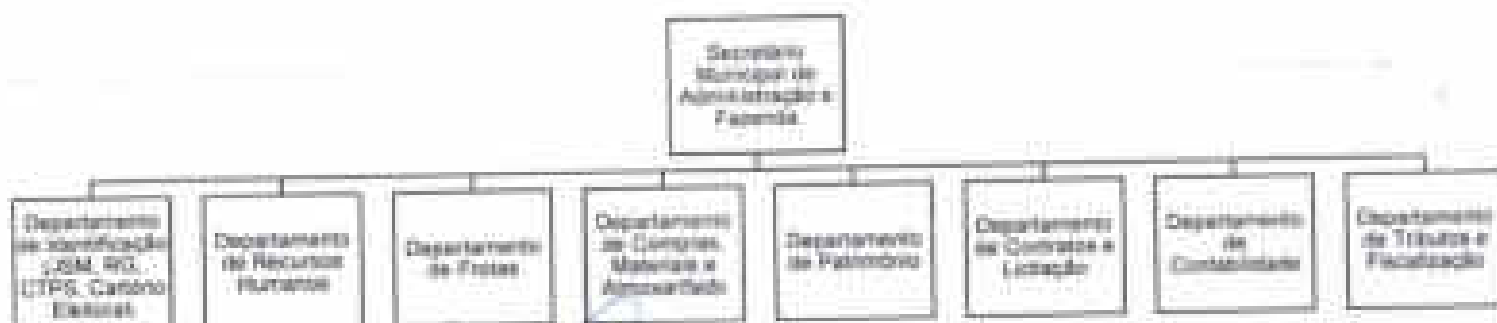 Secretário
Municipal de
Administração e
Fazenda
Departamento
de Identificação
(JSM, RG,
CTPS, Cartório
Eleitoral)
Departamento
de Recursos
Humanos
Departamento
de Frotas
Departamento
de Compras,
Materiais e
Almoxarifado
Departamento
de Patrimônio
Departamento
de Contratos e
Licitação
Departamento
de
Contabilidade
Departamento
de Tributos e
Fiscalização